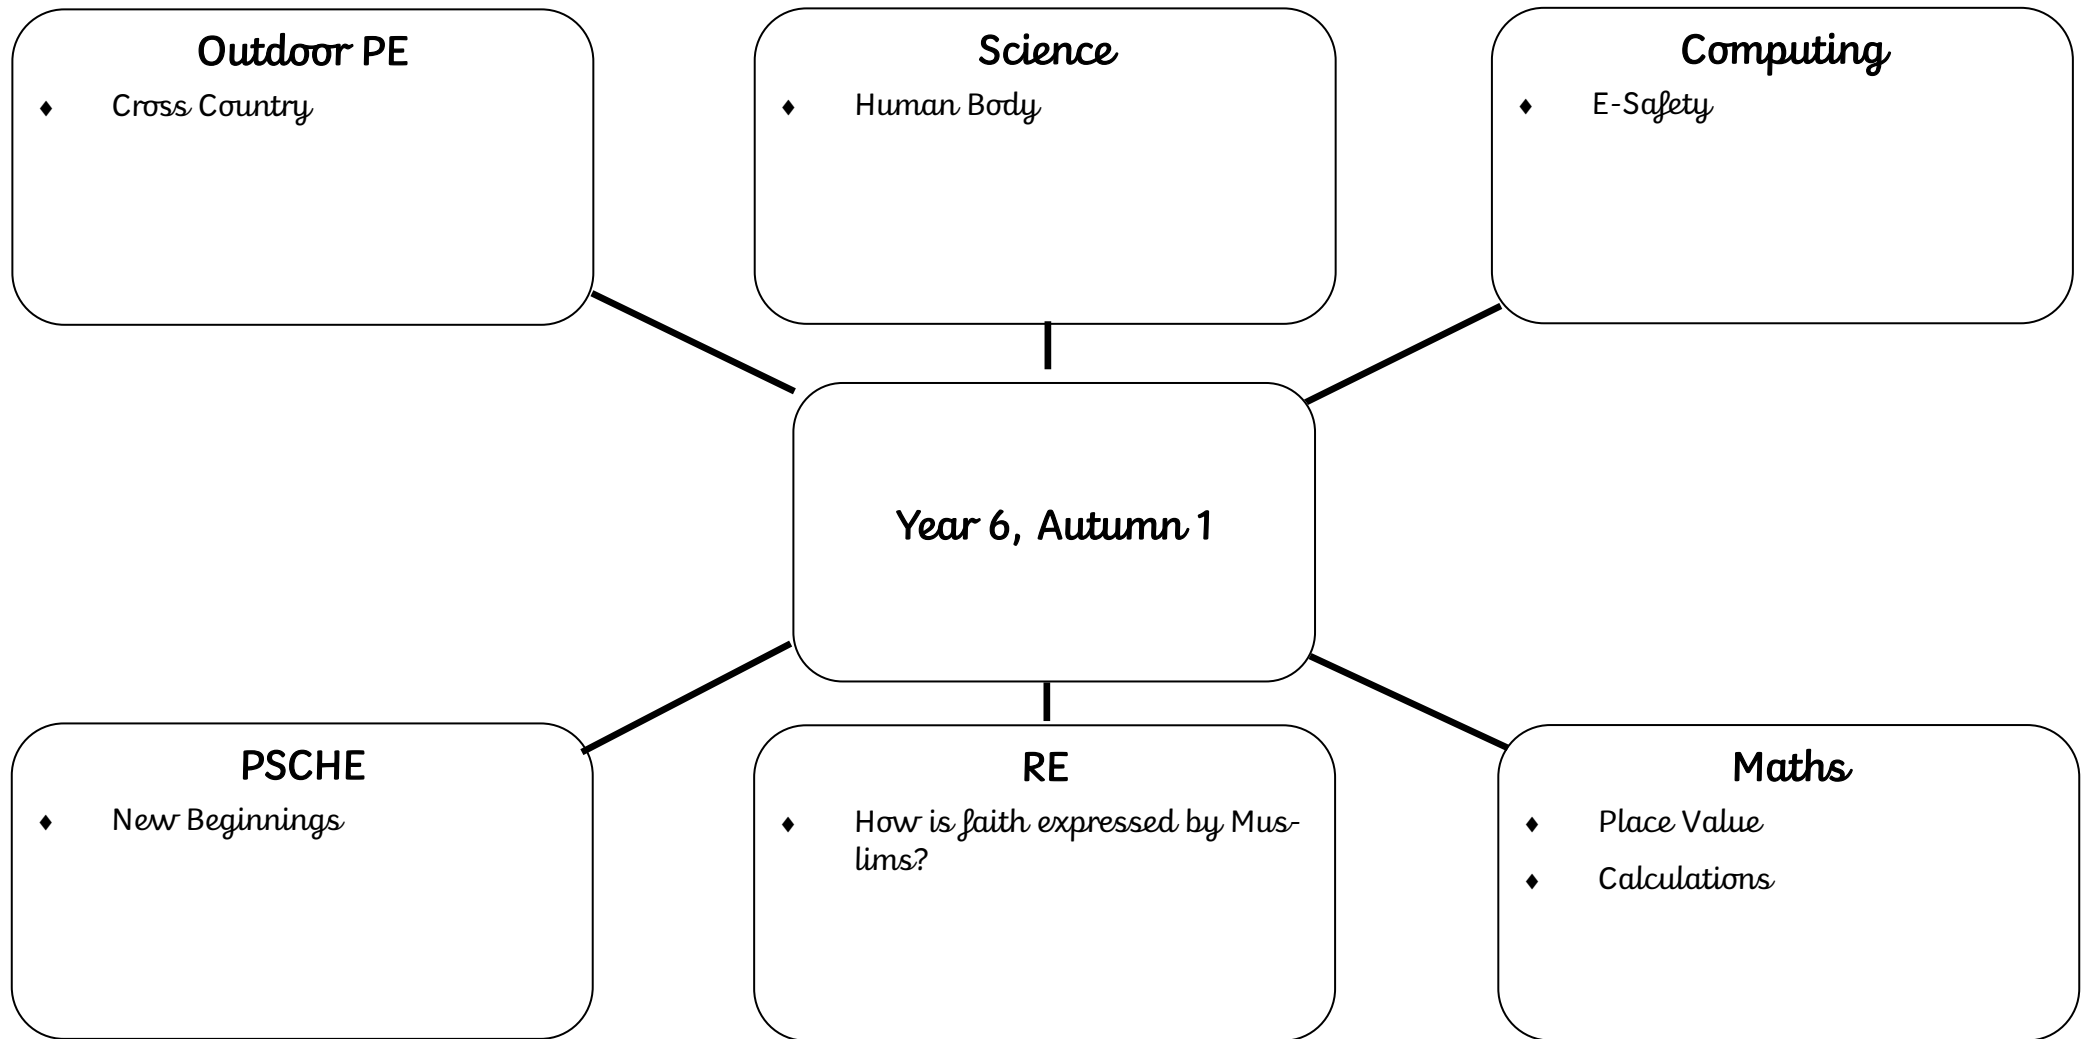 Outdoor PE
♦ Cross Country
Science
♦ Human Body
Computing
♦ E-Safety
Year 6, Autumn 1
PSCHE
♦ New Beginnings
RE
♦ How is faith expressed by Mus-
lims?
Maths
♦ Place Value
♦ Calculations